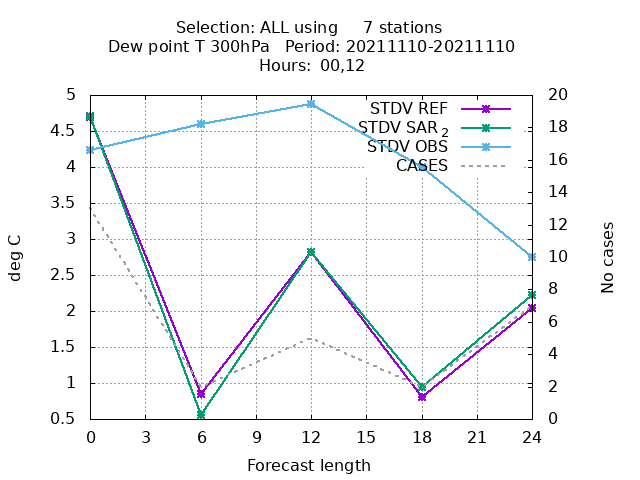 Selection: ALL using     7 stations
Dew point T 300hPa   Period: 20211110-20211110
Hours:  00,12
STDV REF
STDV SAR 2
STDV OBS
CASES
deg C
5
4.5
4
3.5
3
2.5
2
1.5
1
0.5
20
18
16
14
12
10
8
6
4
2
0
No cases
0 3 6 9 12 15 18 21 24
Forecast length